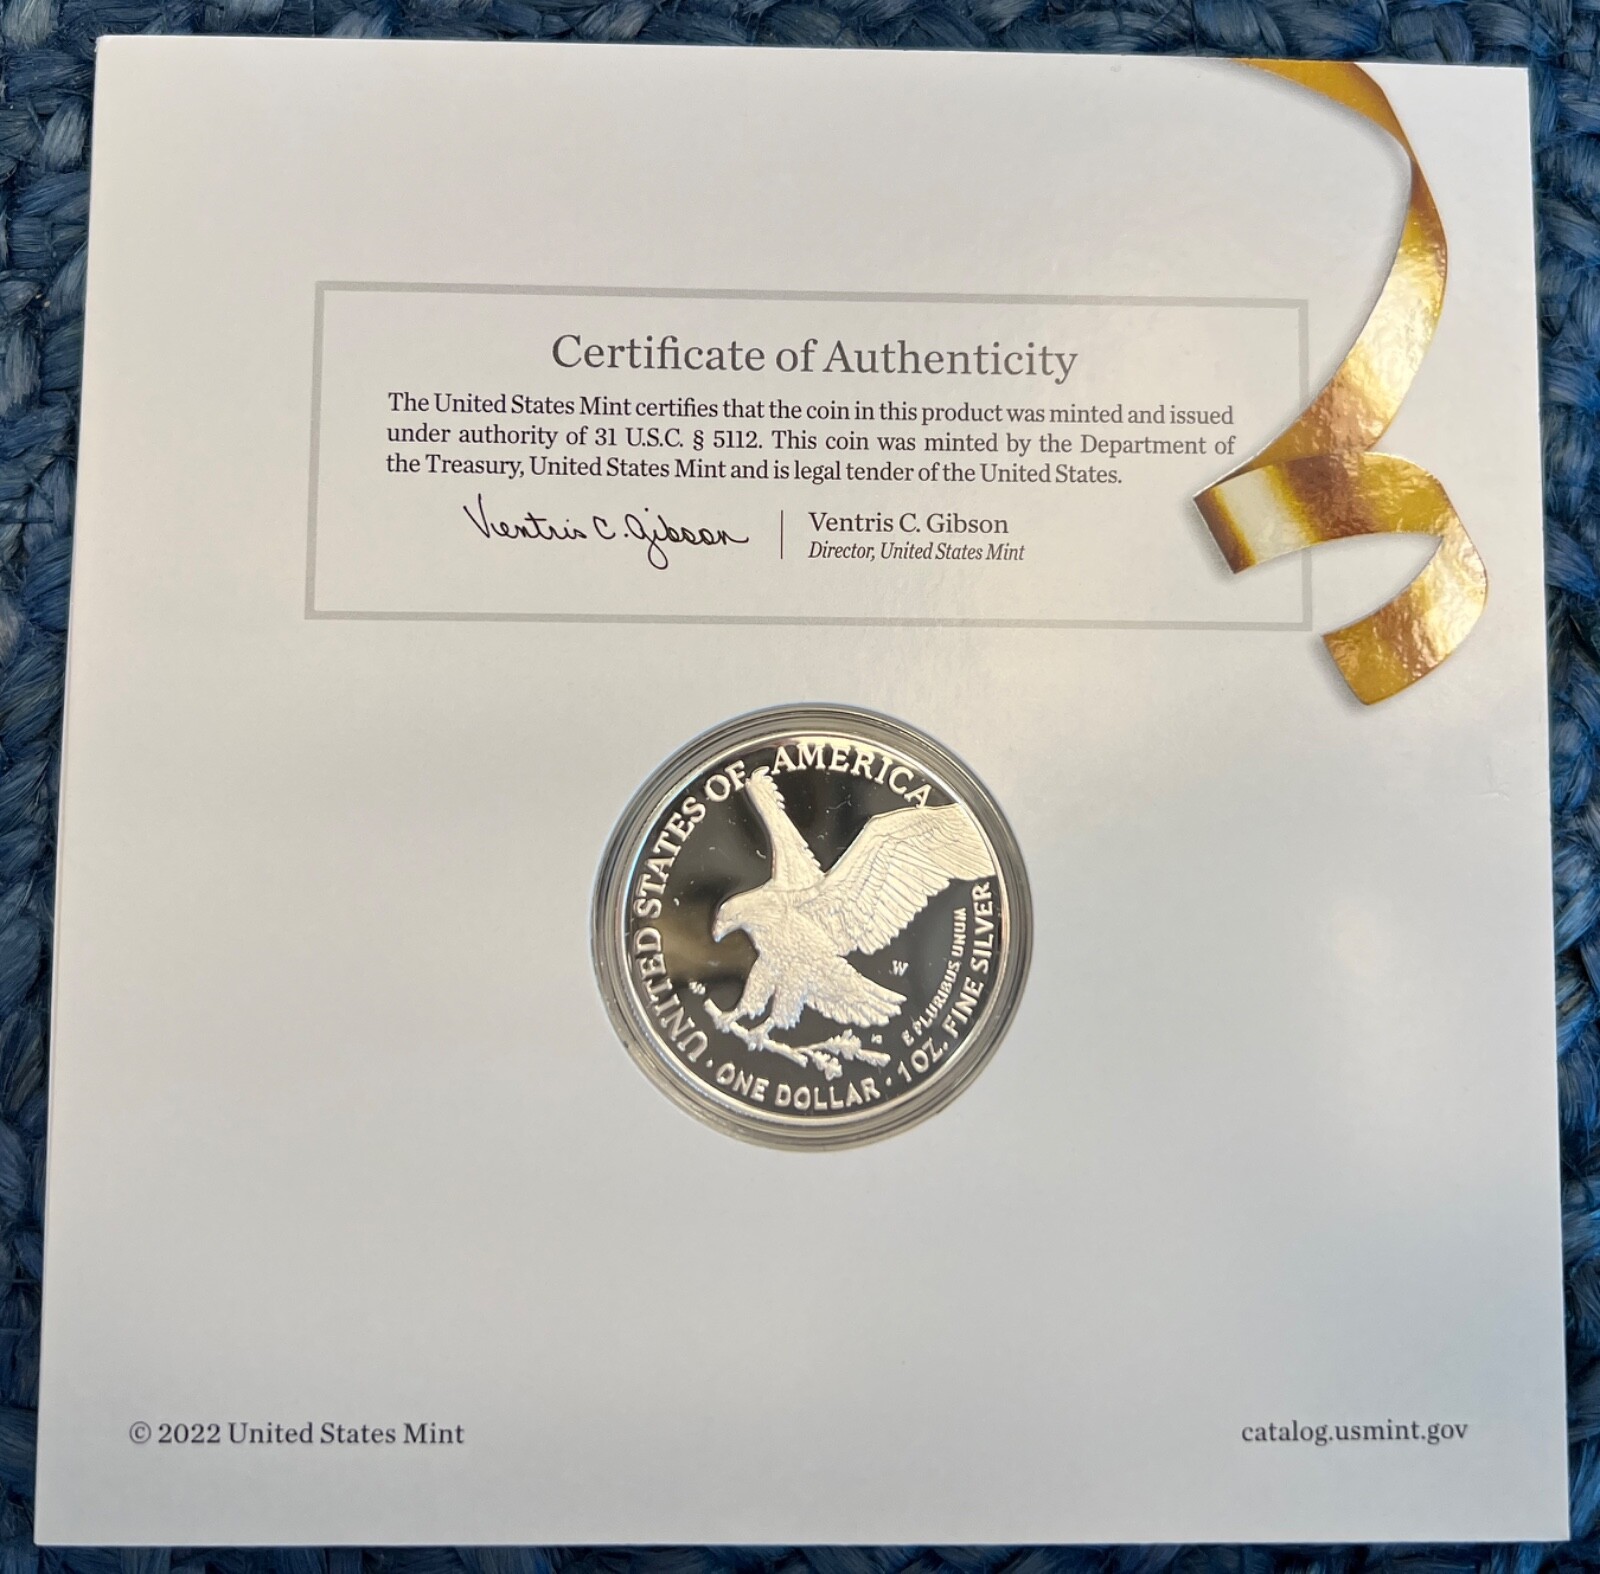 Certificate of Authenticity
The United States Mint certifies that the coin in this product was minted and issued
under authority of 31 U.S.C. § 5112. This coin was minted by the Department of
the Treasury, United States Mint and is legal tender of the United States.
Ventris C. Gibson
Ventris C. Gibson
Director, United States Mint
UNITED STATES OF AMERICA
W
E PLURIBUS UNUM
1 OZ. FINE SILVER
· ONE DOLLAR ·
© 2022 United States Mint
catalog.usmint.gov